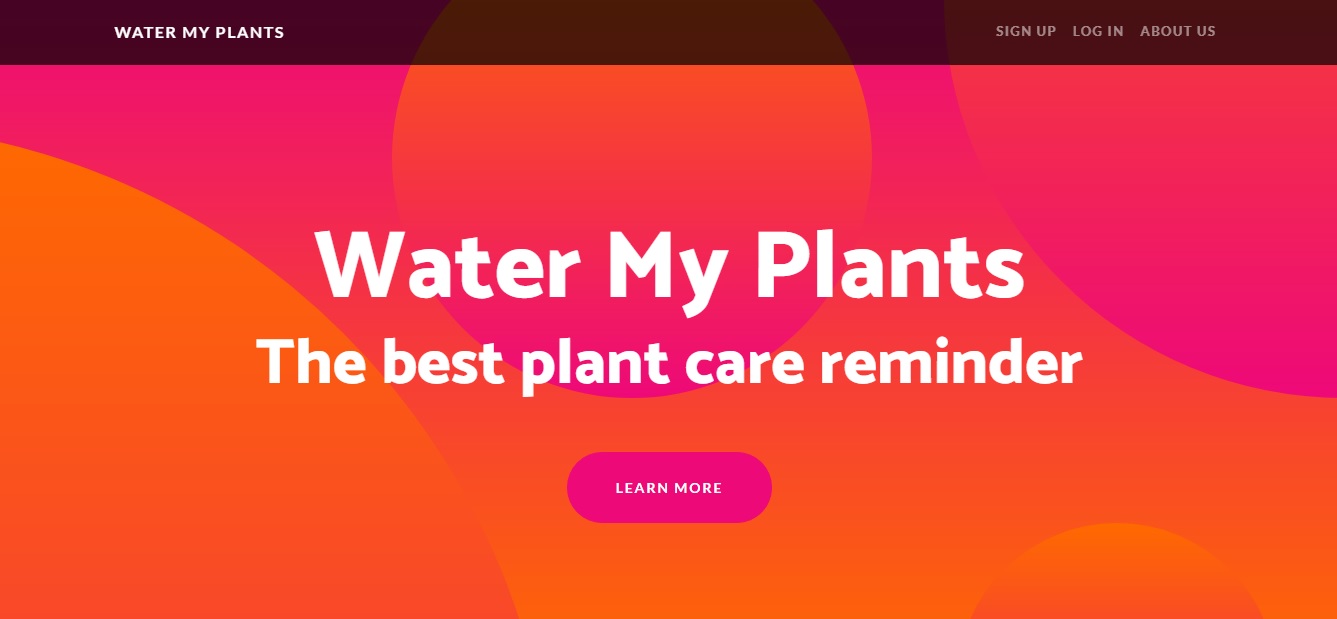 WATER MY PLANTS
SIGN UP LOG IN ABOUT US
Water My Plants
The best plant care reminder
LEARN MORE